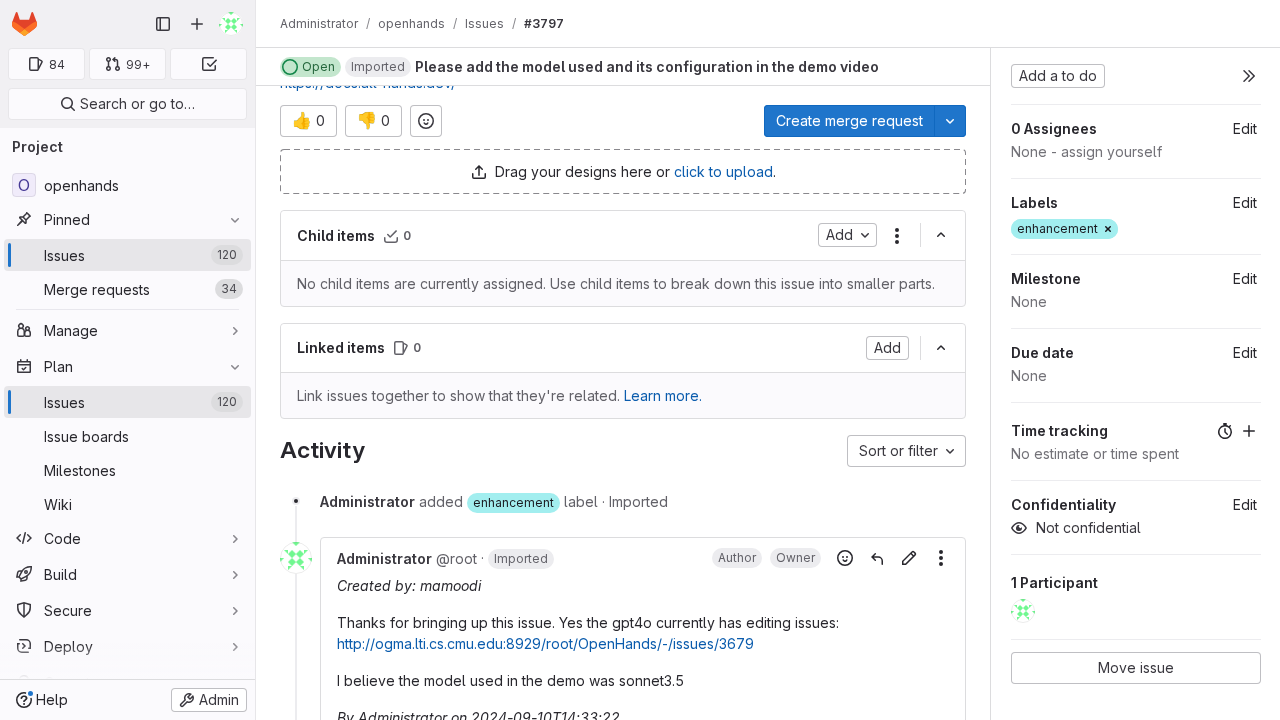 Administrator / openhands / Issues / #3797
84
99+
Search or go to…
Project
O openhands
Pinned
Issues 120
Merge requests 34
Manage
Plan
Issues 120
Issue boards
Milestones
Wiki
Code
Build
Secure
Deploy
Help
Admin
Open Imported Please add the model used and its configuration in the demo video
https://docs.all-hands.dev/
👍 0
👎 0
Create merge request
Drag your designs here or click to upload.
Child items 0
Add
No child items are currently assigned. Use child items to break down this issue into smaller parts.
Linked items 0
Add
Link issues together to show that they're related. Learn more.
Activity
Sort or filter
Administrator added enhancement label · Imported
Administrator @root · Imported
Author Owner
Created by: mamoodi
Thanks for bringing up this issue. Yes the gpt4o currently has editing issues:
http://ogma.lti.cs.cmu.edu:8929/root/OpenHands/-/issues/3679
I believe the model used in the demo was sonnet3.5
By Administrator on 2024-09-10T14:33:22
Add a to do
0 Assignees Edit
None - assign yourself
Labels Edit
enhancement ×
Milestone Edit
None
Due date Edit
None
Time tracking
No estimate or time spent
Confidentiality Edit
Not confidential
1 Participant
Move issue